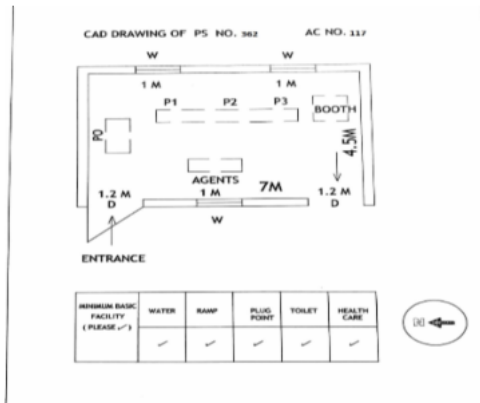 CAD DRAWING OF PS NO. 362 AC NO. 117
W W
1 M 1 M
P1 P2 P3 BOOTH
PO
4.5M
AGENTS
1.2 M 1 M 7M 1.2 M
D D
W
ENTRANCE
MINIMUM BASIC FACILITY ( PLEASE ✓ ) WATER RAMP PLUG POINT TOILET HEALTH CARE
✓ ✓ ✓ ✓ ✓